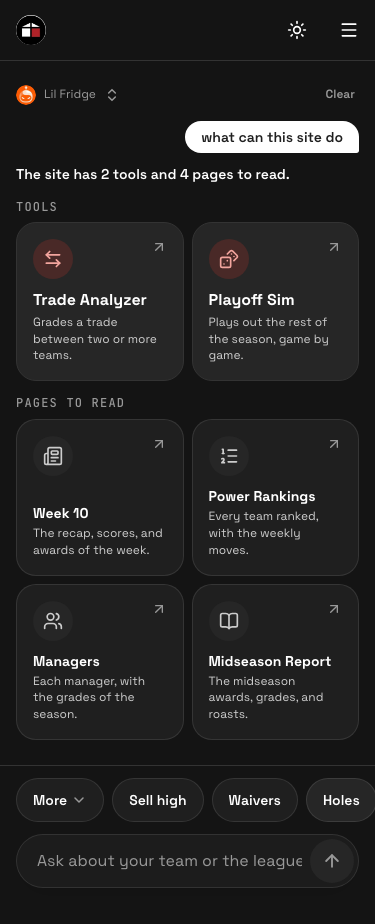 Lil Fridge
Clear
what can this site do
The site has 2 tools and 4 pages to read.
TOOLS
Trade Analyzer
Grades a trade
between two or more
teams.
Playoff Sim
Plays out the rest of
the season, game by
game.
PAGES TO READ
Week 10
The recap, scores, and
awards of the week.
Power Rankings
Every team ranked,
with the weekly
moves.
Managers
Each manager, with
the grades of the
season.
Midseason Report
The midseason
awards, grades, and
roasts.
More
Sell high
Waivers
Holes
Ask about your team or the league